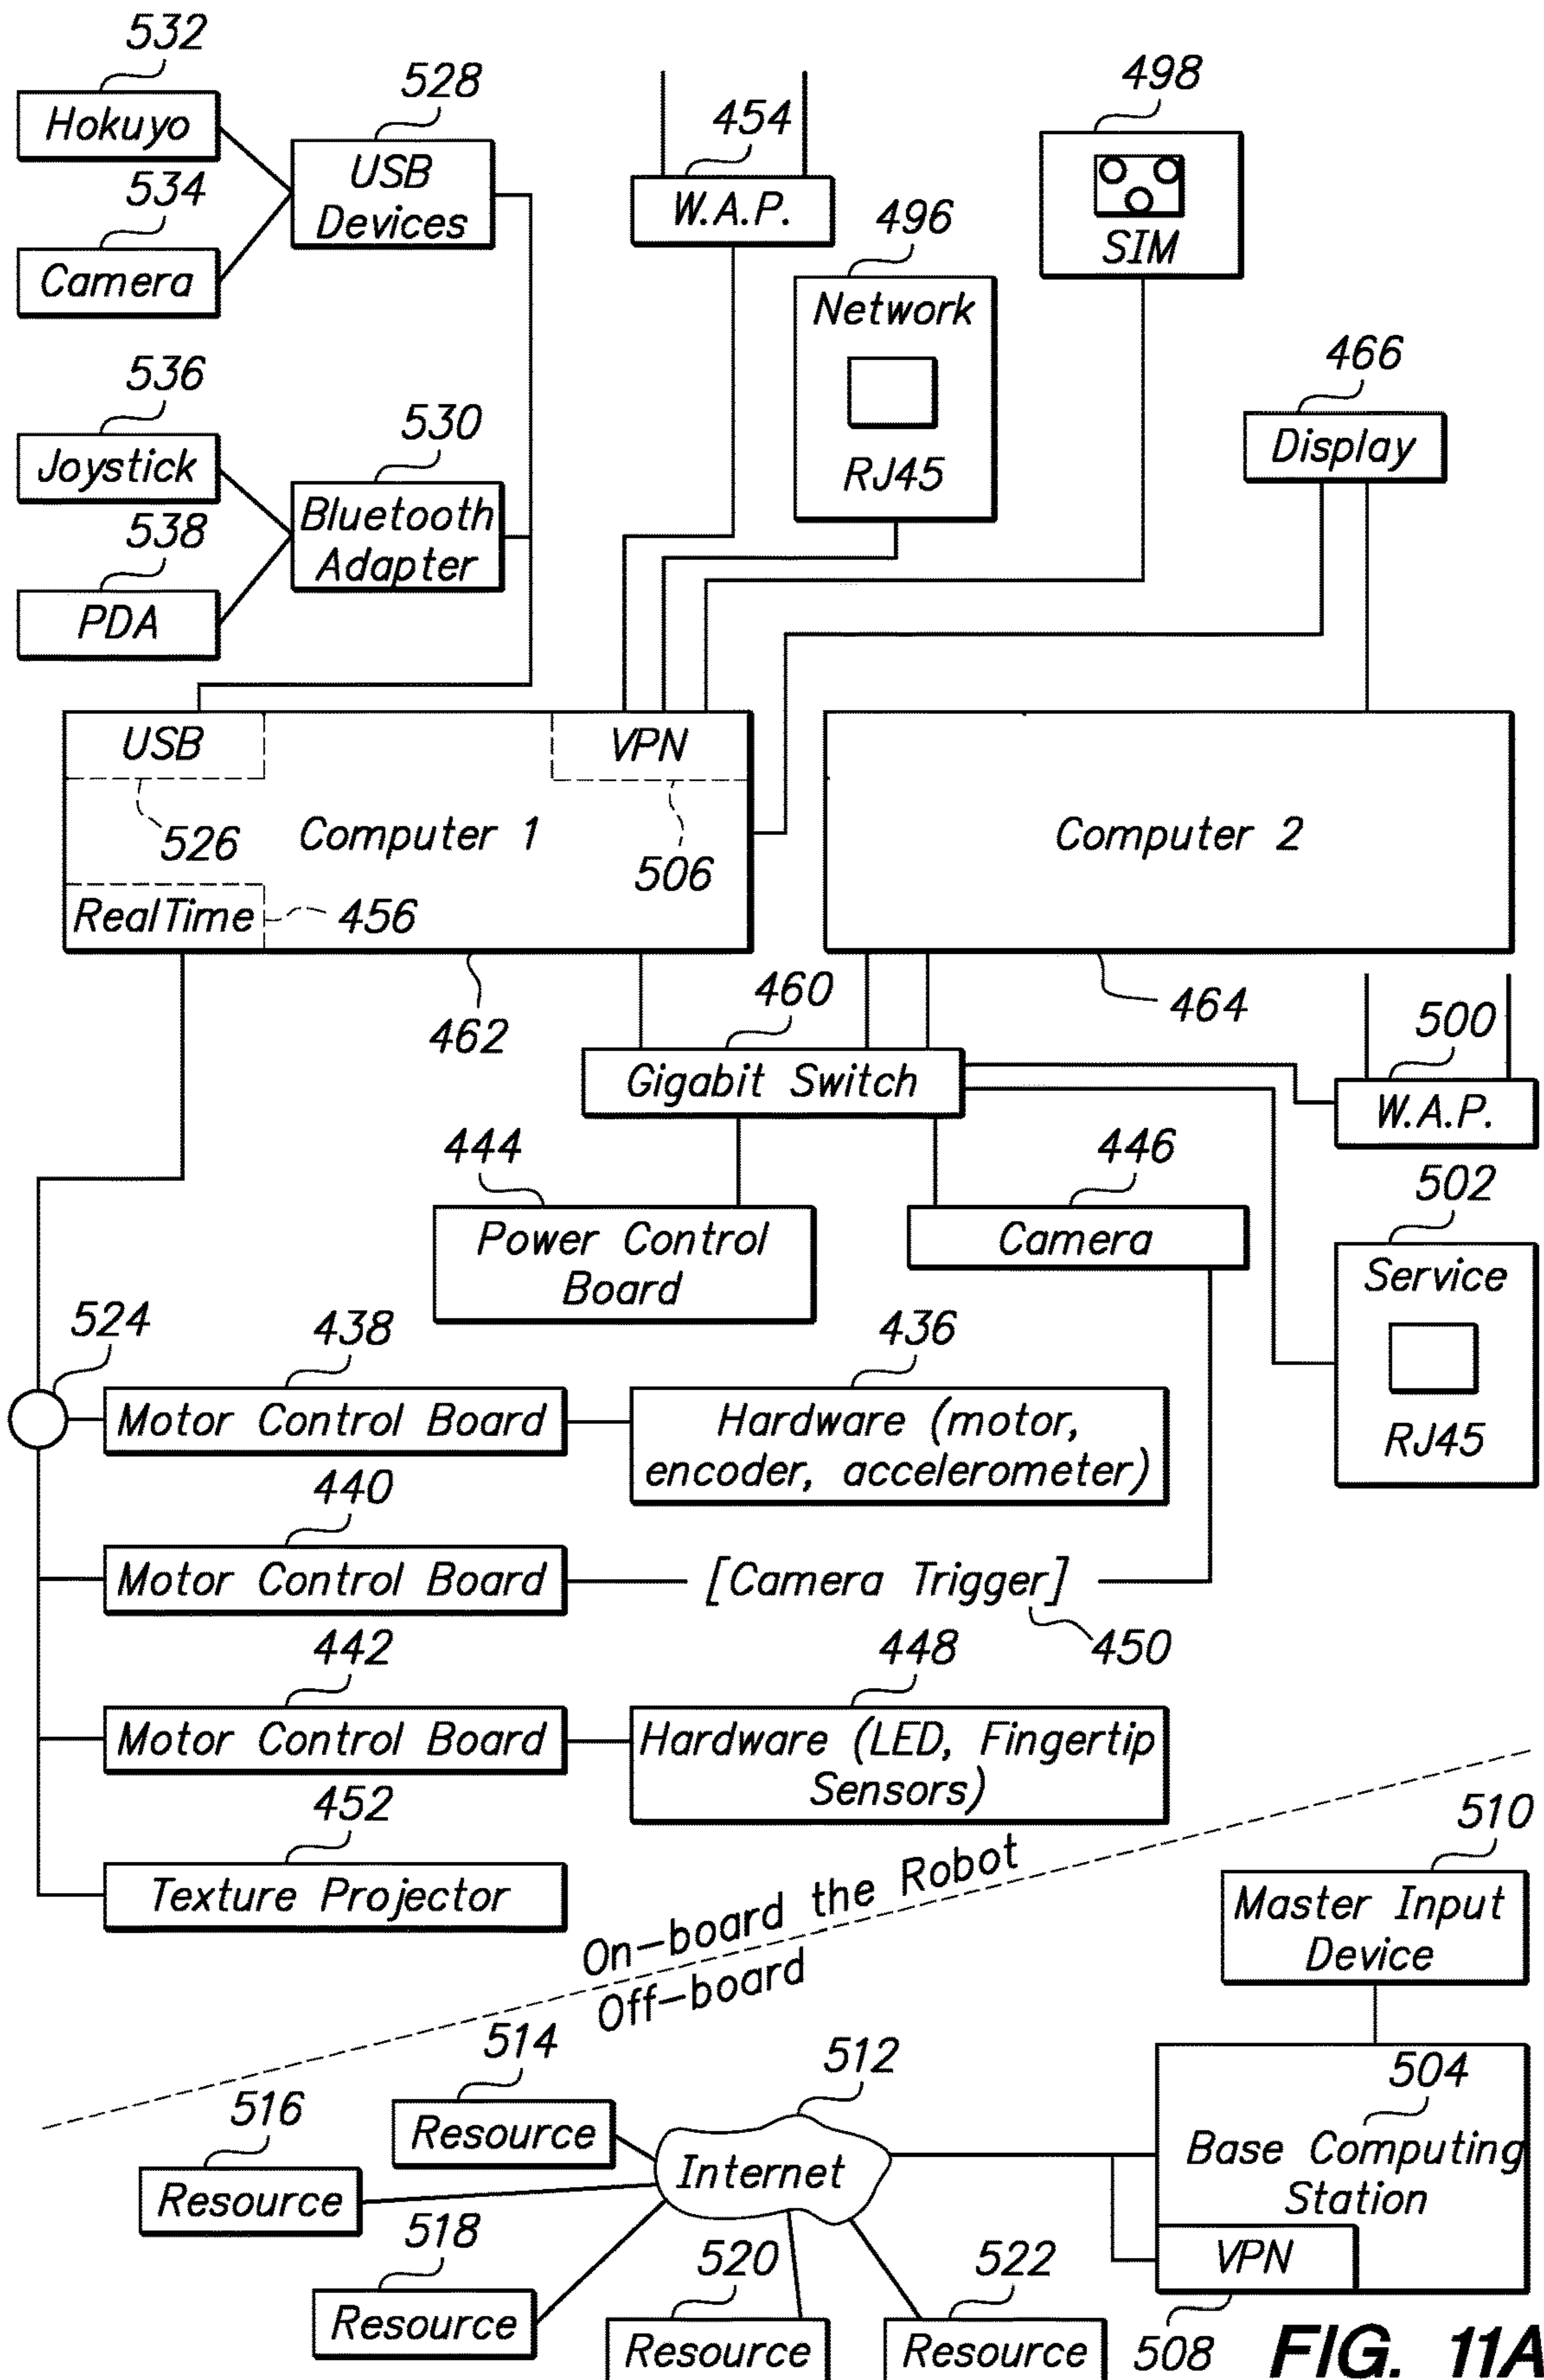 532
Hokuyo
534
Camera
528
USB
Devices
454
W.A.P.
496
Network
RJ45
498
SIM
466
Display
536
Joystick
538
PDA
530
Bluetooth
Adapter
USB
526
VPN
506
Computer 1
RealTime
456
462
Computer 2
464
460
Gigabit Switch
500
W.A.P.
444
Power Control
Board
446
Camera
502
Service
RJ45
524
438
Motor Control Board
436
Hardware (motor,
encoder, accelerometer)
440
Motor Control Board
[Camera Trigger]
450
442
Motor Control Board
448
Hardware (LED, Fingertip
Sensors)
452
Texture Projector
On-board the Robot
Off-board
510
Master Input
Device
504
Base Computing
Station
VPN
508
512
Internet
514
Resource
516
Resource
518
Resource
520
Resource
522
Resource
FIG. 11A